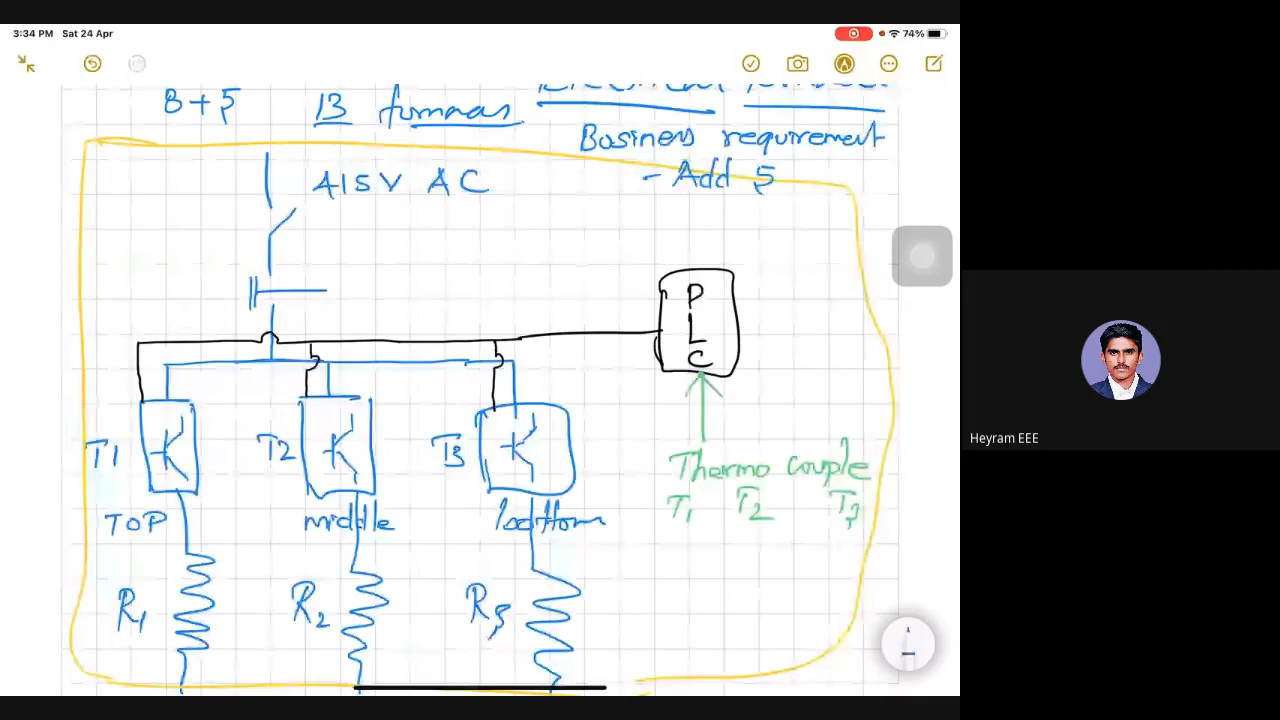 3:34 PM Sat 24 Apr
74%
8+5 13 furnaces
Business requirement
- Add 5
415V AC
P
L
C
T1 T2 T3
Thermo couple
T1 T2 T3
TOP middle bottom
R1 R2 R3
Heyram EEE